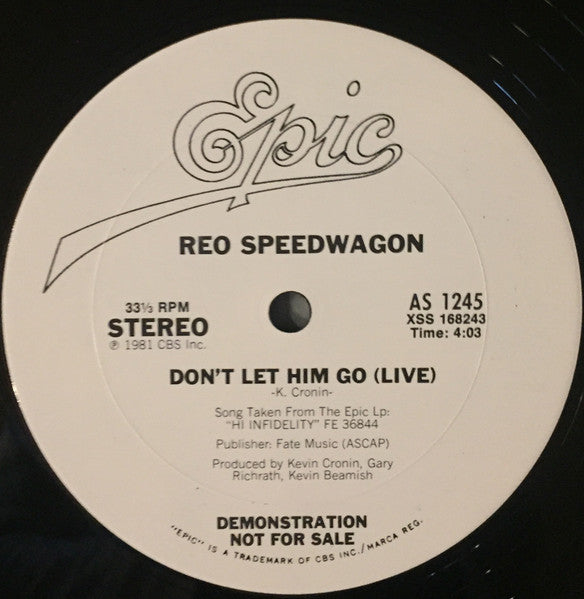 Epic
REO SPEEDWAGON
33⅓ RPM
STEREO
℗ 1981 CBS Inc.
AS 1245
XSS 168243
Time: 4:03
DON'T LET HIM GO (LIVE)
-K. Cronin-
Song Taken From The Epic Lp:
"HI INFIDELITY" FE 36844
Publisher: Fate Music (ASCAP)
Produced by Kevin Cronin, Gary
Richrath, Kevin Beamish
DEMONSTRATION
NOT FOR SALE
"EPIC" IS A TRADEMARK OF CBS INC./MARCA REG.